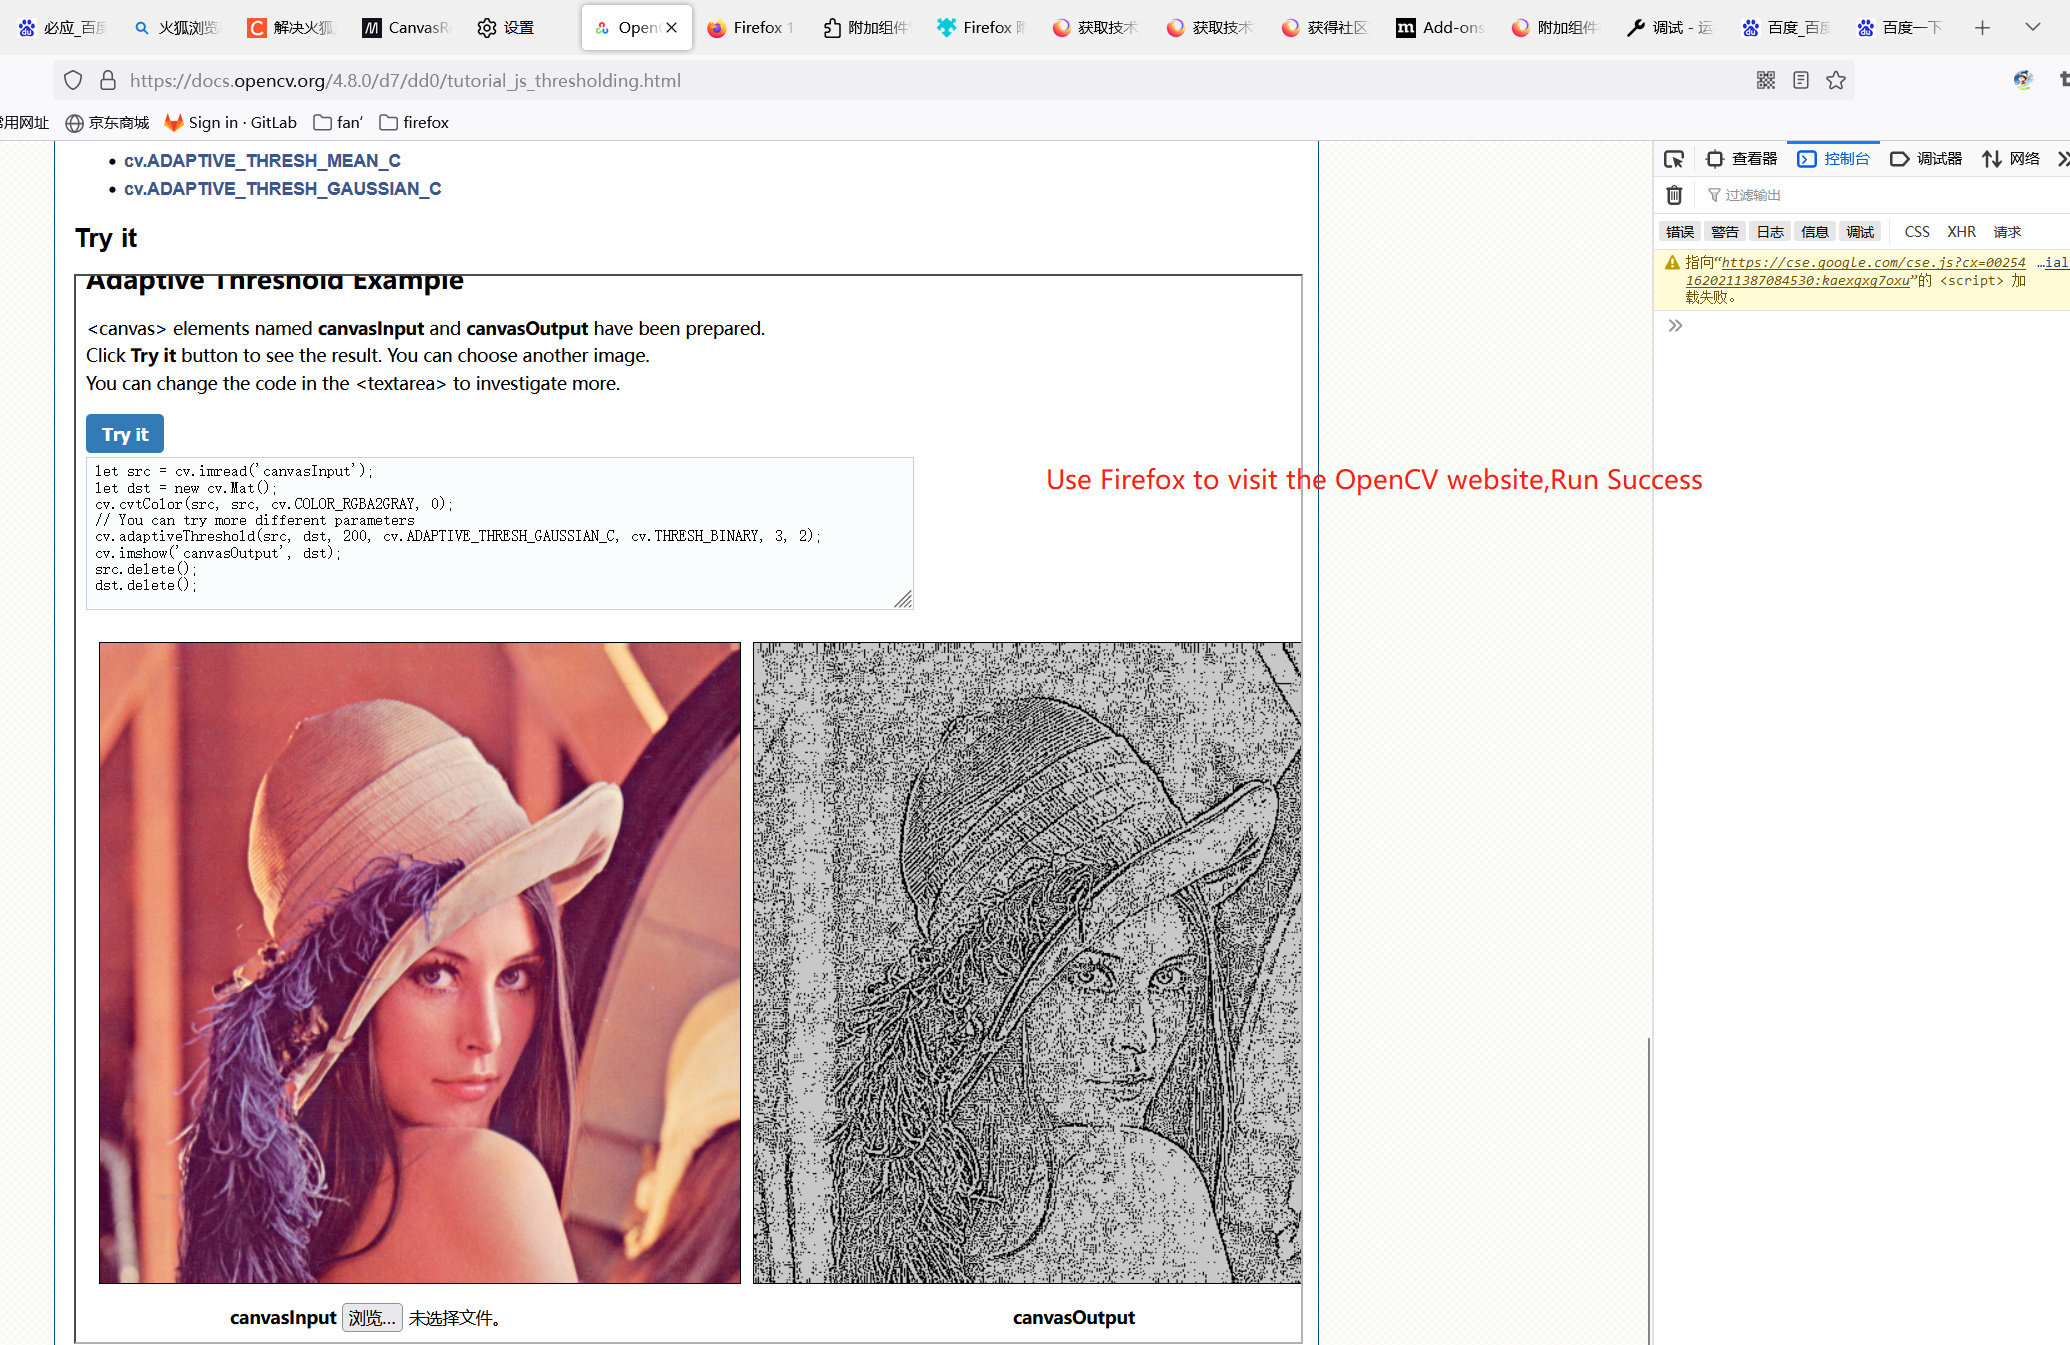 必应_百度
火狐浏览
解决火狐
CanvasRe
设置
Open
Firefox 1
附加组件
Firefox 附
获取技术
获取技术
获得社区
Add-ons
附加组件
调试 - 运
百度_百度
百度一下
https://docs.opencv.org/4.8.0/d7/dd0/tutorial_js_thresholding.html
常用网址
京东商城
Sign in · GitLab
fan'
firefox
cv.ADAPTIVE_THRESH_MEAN_C
cv.ADAPTIVE_THRESH_GAUSSIAN_C
Try it
Adaptive Threshold Example
<canvas> elements named canvasInput and canvasOutput have been prepared.
Click Try it button to see the result. You can choose another image.
You can change the code in the <textarea> to investigate more.
Try it
let src = cv.imread('canvasInput');
let dst = new cv.Mat();
cv.cvtColor(src, src, cv.COLOR_RGBA2GRAY, 0);
// You can try more different parameters
cv.adaptiveThreshold(src, dst, 200, cv.ADAPTIVE_THRESH_GAUSSIAN_C, cv.THRESH_BINARY, 3, 2);
cv.imshow('canvasOutput', dst);
src.delete();
dst.delete();
Use Firefox to visit the OpenCV website,Run Success
canvasInput 浏览... 未选择文件。
canvasOutput
查看器
控制台
调试器
网络
过滤输出
错误 警告 日志 信息 调试 CSS XHR 请求
指向“https://cse.google.com/cse.js?cx=00254 …ial
1620211387084530:kaexgxg7oxu”的 <script> 加
载失败。